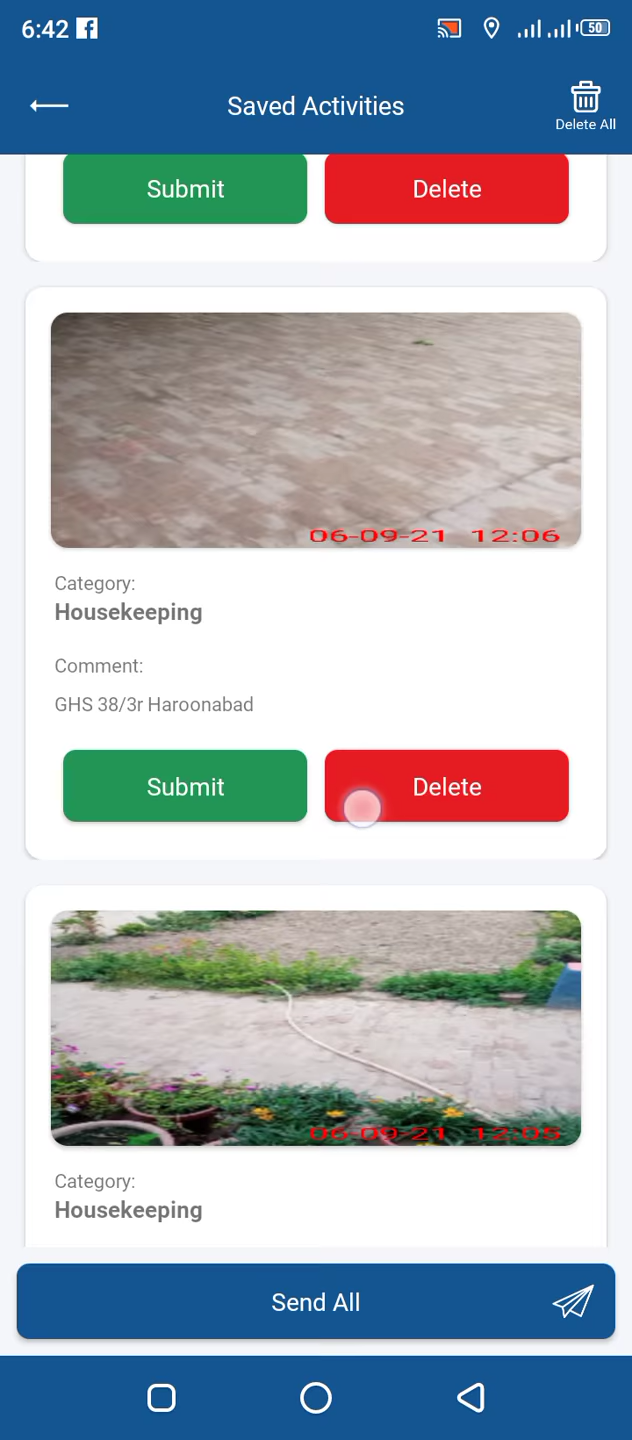 6:42
50
Saved Activities
Delete All
Submit
Delete
06-09-21 12:06
Category:
Housekeeping
Comment:
GHS 38/3r Haroonabad
Submit
Delete
06-09-21 12:05
Category:
Housekeeping
Send All